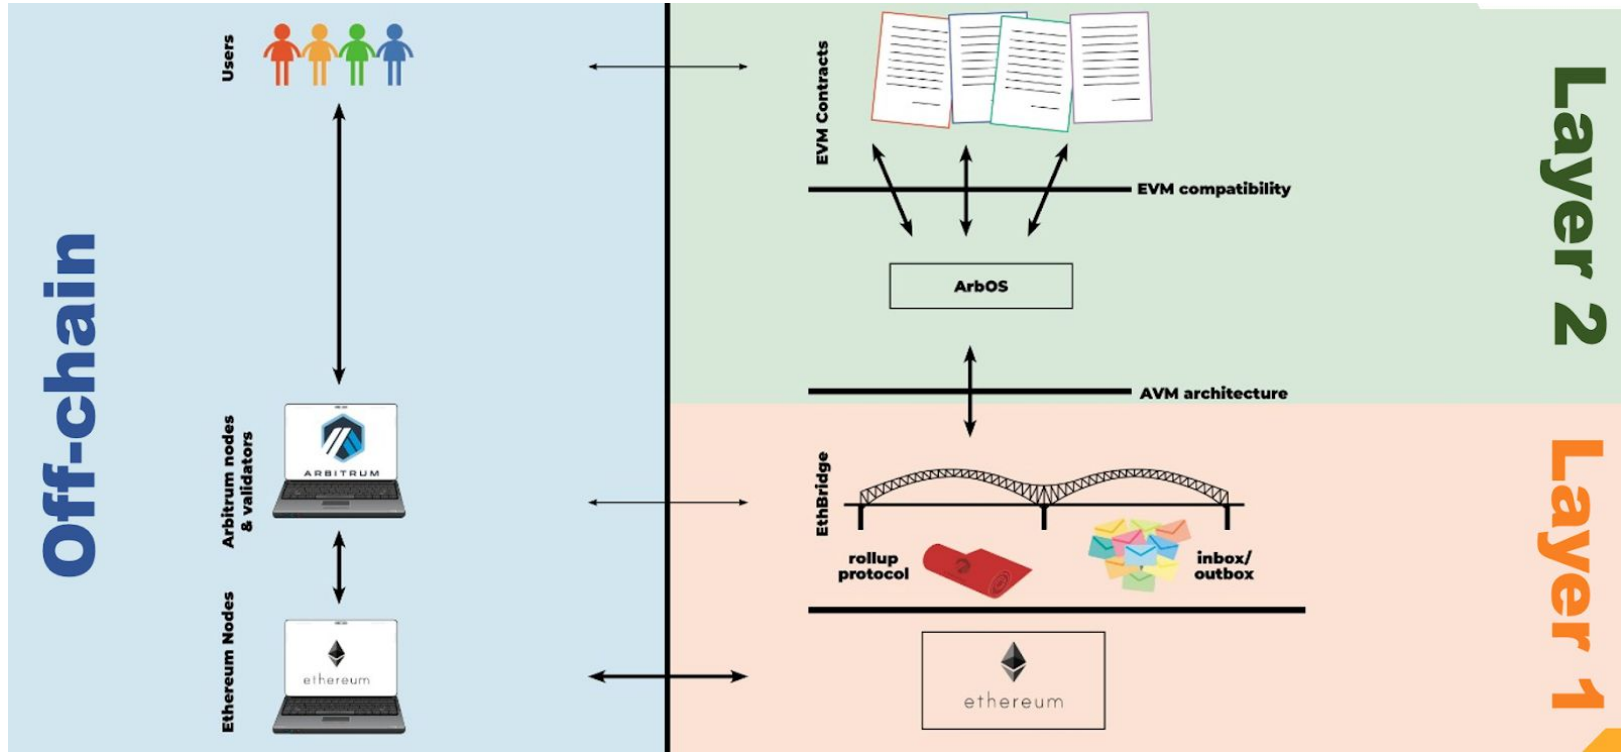 Off-chain
Users
Arbitrum nodes
& validators
ARBITRUM
Ethereum Nodes
ethereum
Layer 2
EVM Contracts
EVM compatibility
ArbOS
AVM architecture
Layer 1
EthBridge
rollup
protocol
inbox/
outbox
ethereum